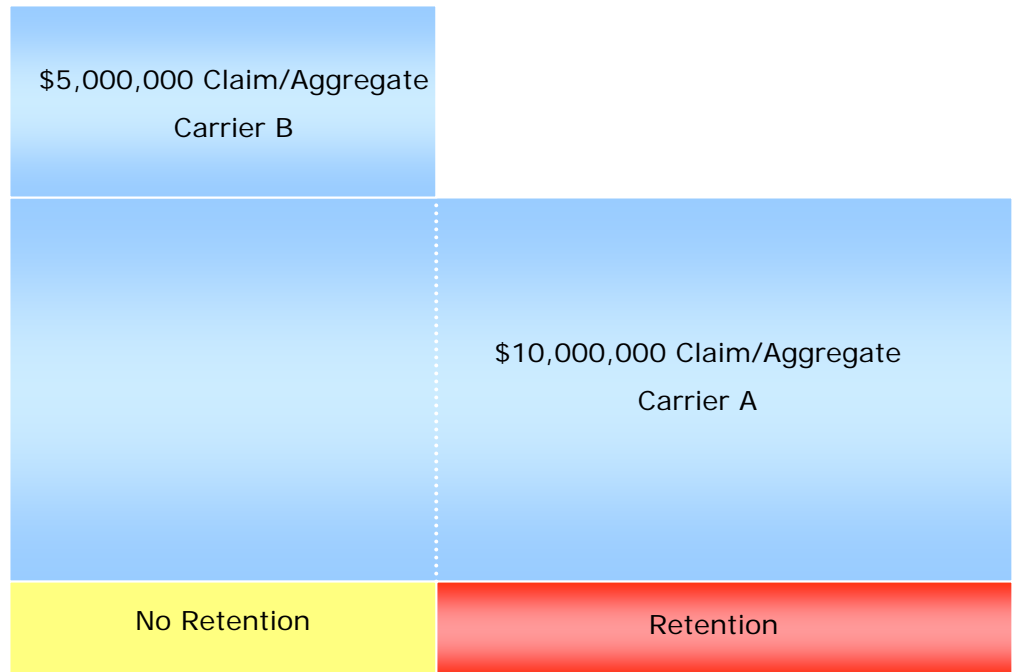 $5,000,000 Claim/Aggregate
Carrier B
$10,000,000 Claim/Aggregate
Carrier A
No Retention
Retention